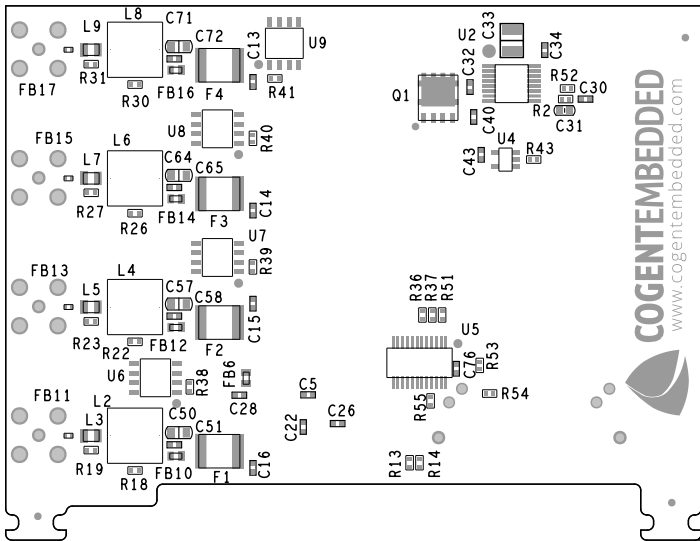 L8
C71
L9
C72
C13
U9
U2
C33
C34
R31
FB17
R30
FB16
F4
R41
C32
R52
Q1
C30
R2
C31
C40
FB15
L6
U8
R40
U4
R43
C43
L7
C64
C65
C14
R27
R26
FB14
F3
U7
R39
FB13
L4
L5
C57
C58
C15
R23
R22
FB12
F2
R36
R37
R51
U5
U6
R38
FB6
C76
R53
FB11
L2
C28
C5
R55
R54
L3
C50
C51
C22
C26
R19
R18
FB10
F1
C16
R13
R14
COGENTEMBEDDED
www.cogentembedded.com